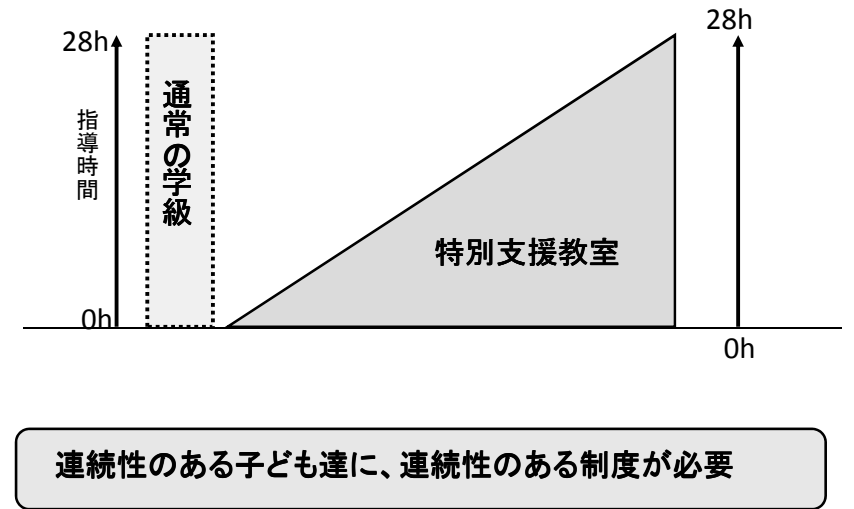 28h
28h
指導時間
通常の学級
特別支援教室
0h
0h
連続性のある子ども達に、連続性のある制度が必要